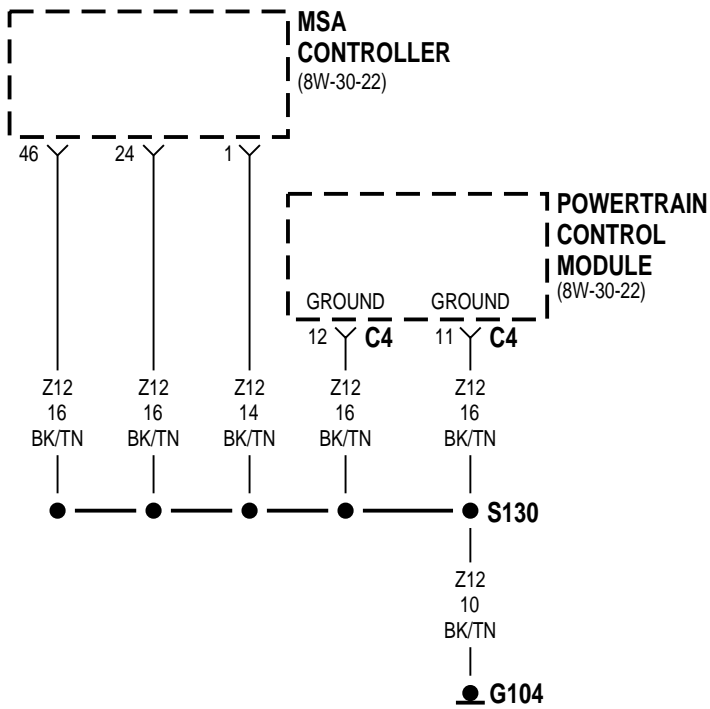 MSA
CONTROLLER
(8W-30-22)
46 24 1
POWERTRAIN
CONTROL
MODULE
(8W-30-22)
GROUND GROUND
12 C4 11 C4
Z12 Z12 Z12 Z12 Z12
16 16 14 16 16
BK/TN BK/TN BK/TN BK/TN BK/TN
S130
Z12
10
BK/TN
G104